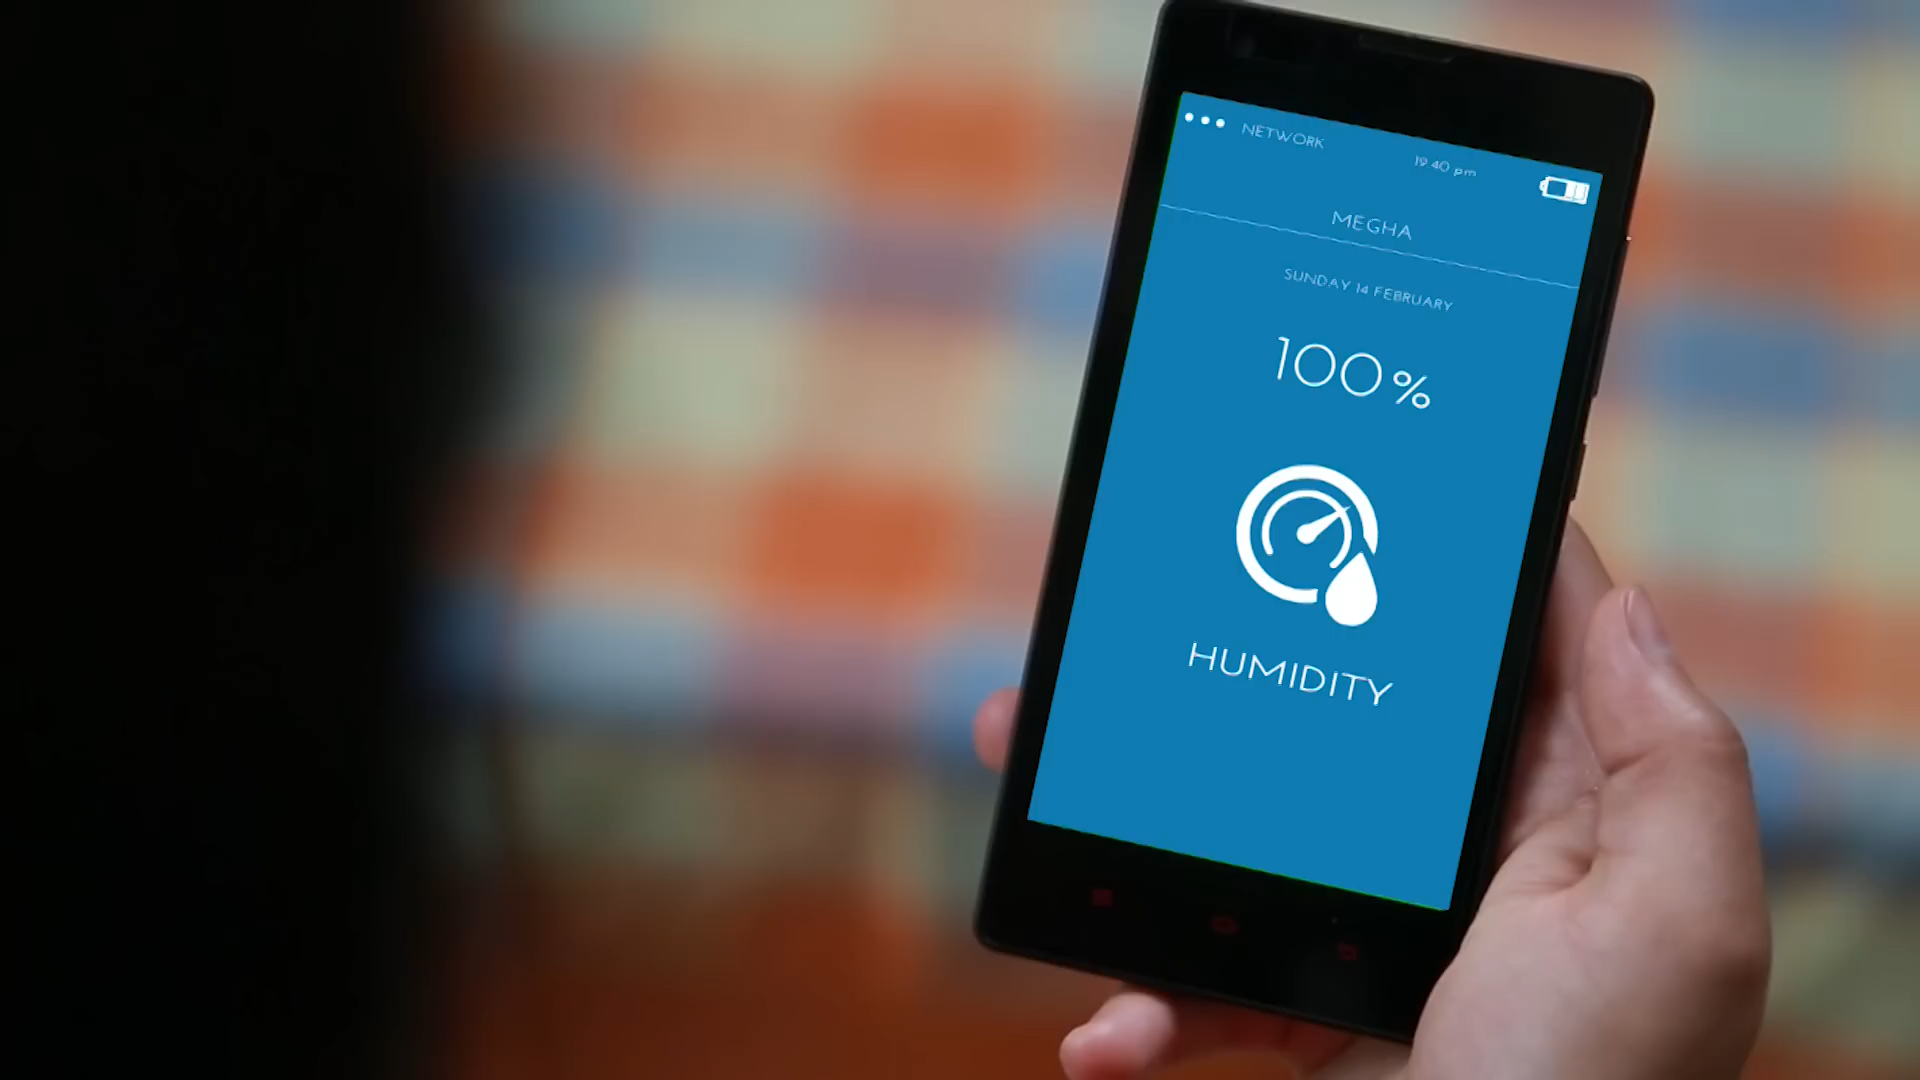 NETWORK
19:40 pm
MEGHA
SUNDAY 14 FEBRUARY
100%
HUMIDITY